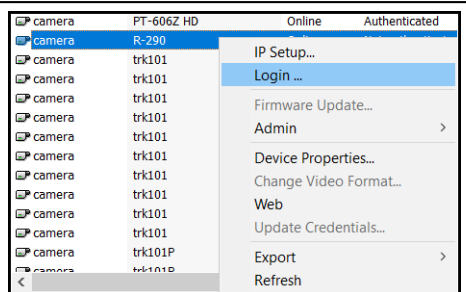 camera PT-606Z HD Online Authenticated
camera R-290
camera trk101
camera trk101
camera trk101
camera trk101
camera trk101
camera trk101
camera trk101
camera trk101
camera trk101
camera trk101
camera trk101P
camera trk101P
IP Setup...
Login ...
Firmware Update...
Admin >
Device Properties...
Change Video Format...
Web
Update Credentials...
Export >
Refresh